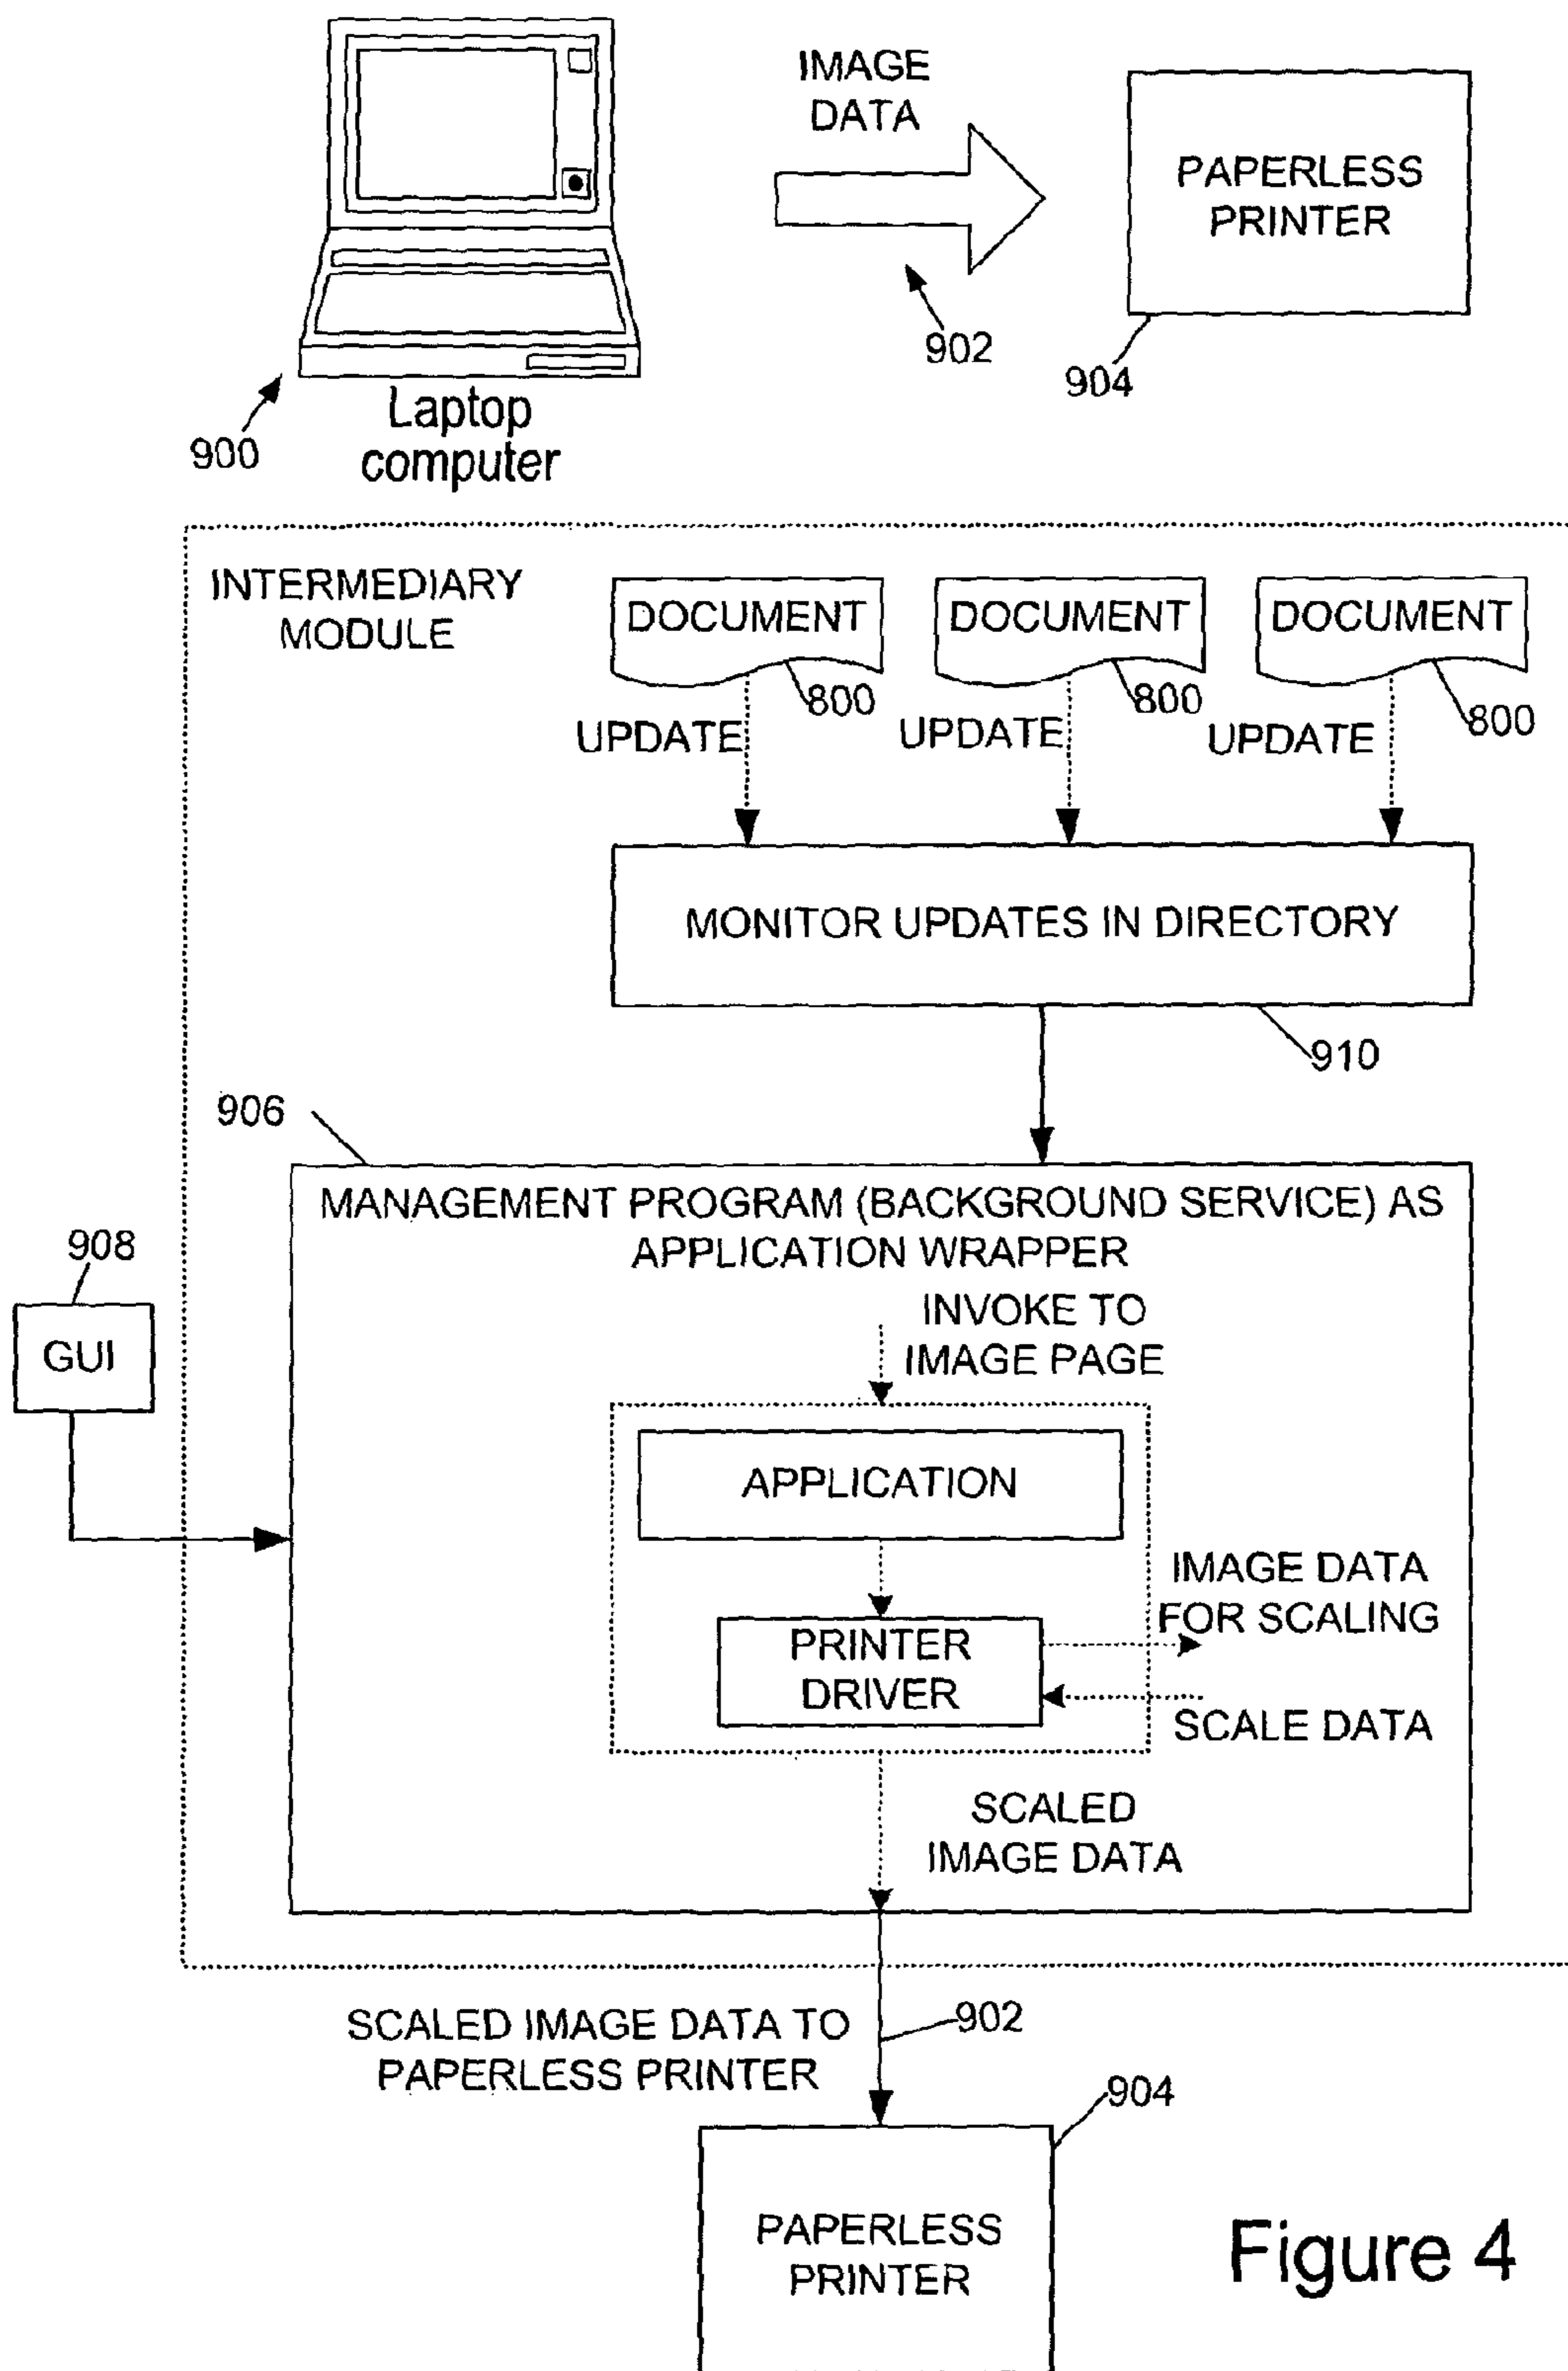 IMAGE
DATA
PAPERLESS
PRINTER
902
904
900
Laptop
computer
INTERMEDIARY
MODULE
DOCUMENT
DOCUMENT
DOCUMENT
800
800
800
UPDATE
UPDATE
UPDATE
MONITOR UPDATES IN DIRECTORY
910
906
MANAGEMENT PROGRAM (BACKGROUND SERVICE) AS
APPLICATION WRAPPER
908
GUI
INVOKE TO
IMAGE PAGE
APPLICATION
IMAGE DATA
FOR SCALING
PRINTER
DRIVER
SCALE DATA
SCALED
IMAGE DATA
SCALED IMAGE DATA TO
PAPERLESS PRINTER
902
904
PAPERLESS
PRINTER
Figure 4